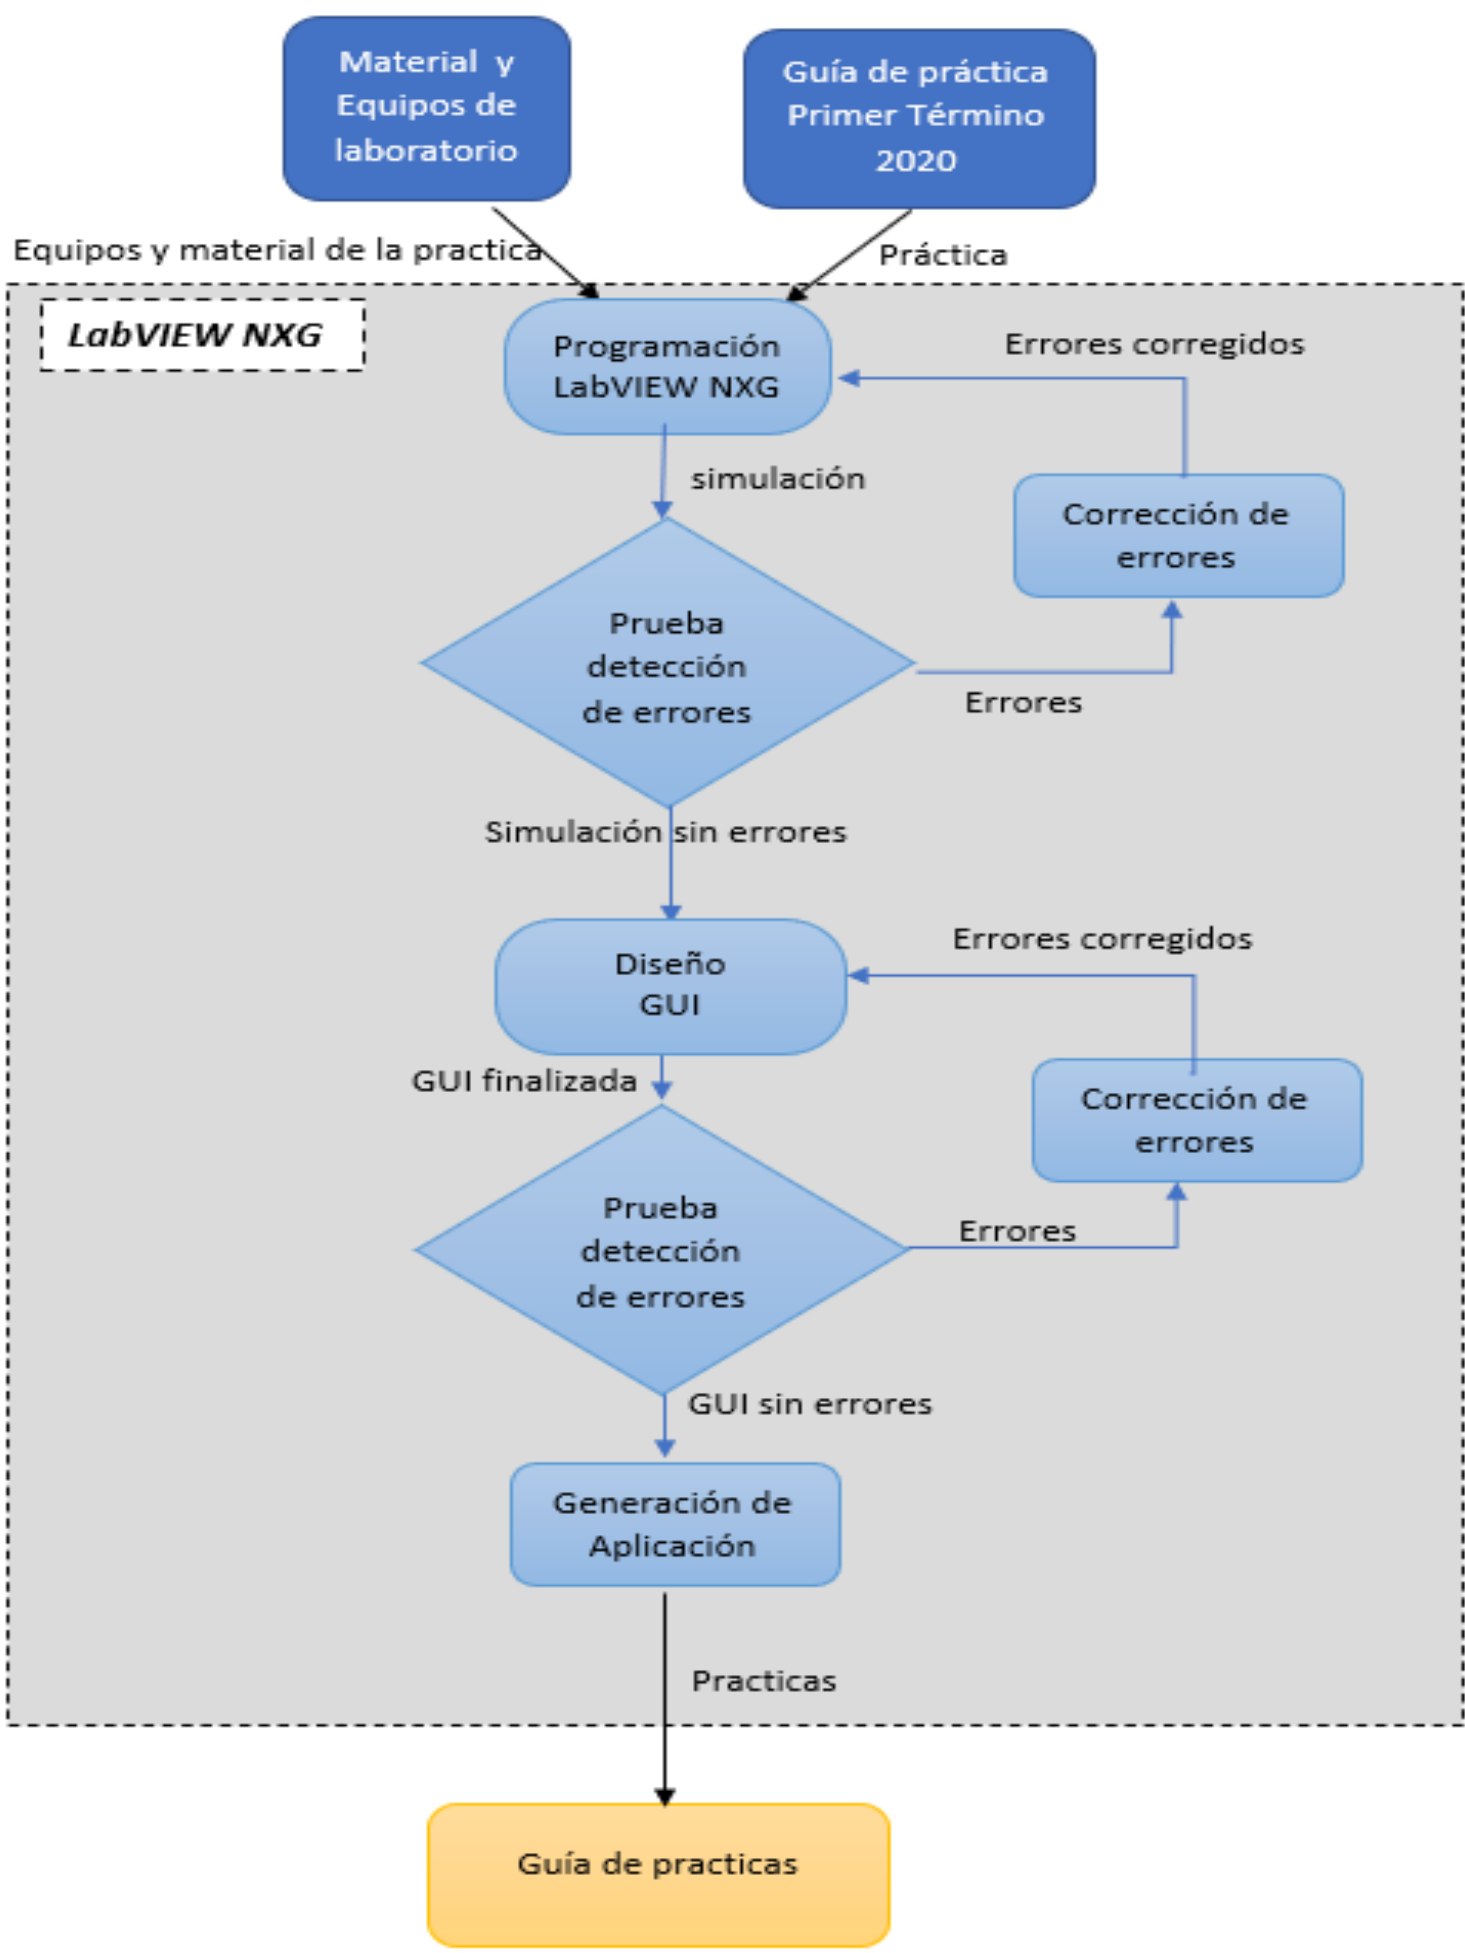 Material y
Equipos de
laboratorio
Guía de práctica
Primer Término
2020
Equipos y material de la practica
Práctica
LabVIEW NXG
Programación
LabVIEW NXG
Errores corregidos
simulación
Corrección de
errores
Prueba
detección
de errores
Errores
Simulación sin errores
Diseño
GUI
Errores corregidos
GUI finalizada
Corrección de
errores
Prueba
detección
de errores
Errores
GUI sin errores
Generación de
Aplicación
Practicas
Guía de practicas